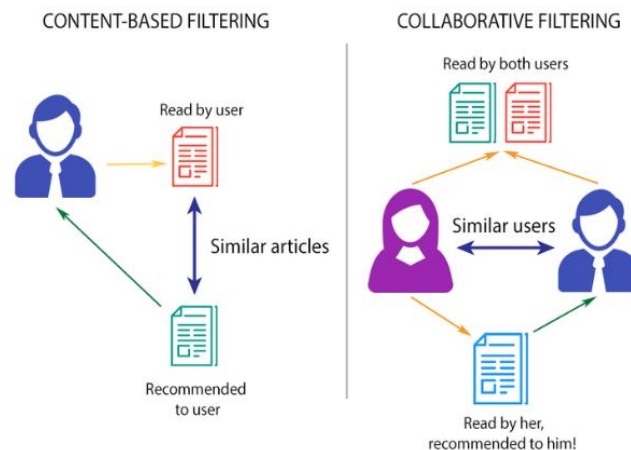 CONTENT-BASED FILTERING
Read by user
Similar articles
Recommended
to user
COLLABORATIVE FILTERING
Read by both users
Similar users
Read by her,
recommended to him!